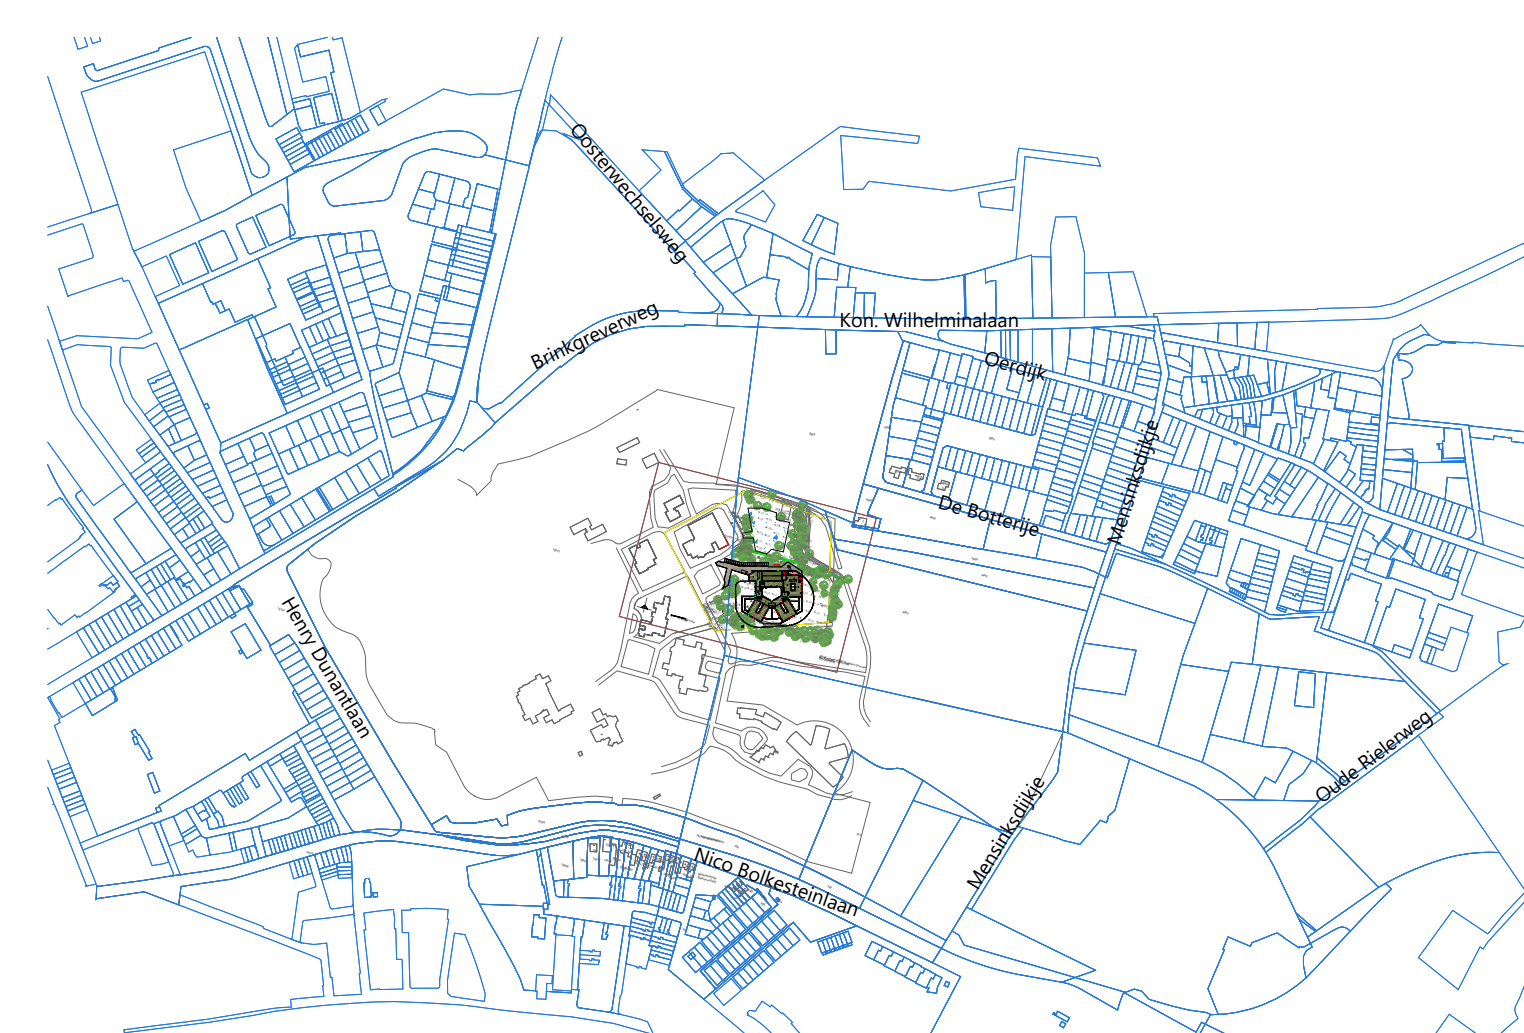 Oosterwechselsweg
Brinkgreverweg
Kon. Wilhelminalaan
Oerdijk
Mensinksdijkje
De Botterije
Henry Dunantlaan
Oude Rielerweg
Mensinksdijkje
Nico Bolkesteinlaan